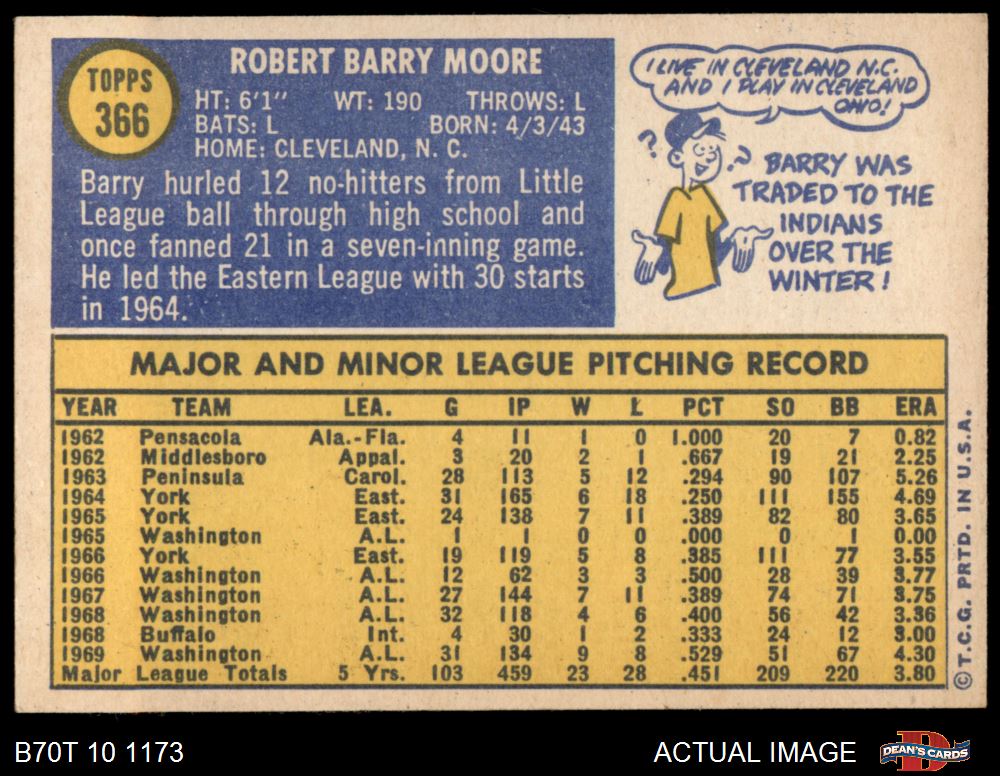 TOPPS
366
ROBERT BARRY MOORE
HT: 6'1" WT: 190 THROWS: L
BATS: L BORN: 4/3/43
HOME: CLEVELAND, N. C.
Barry hurled 12 no-hitters from Little
League ball through high school and
once fanned 21 in a seven-inning game.
He led the Eastern League with 30 starts
in 1964.
I LIVE IN CLEVELAND N.C.
AND I PLAY IN CLEVELAND
OHIO!
? ?
BARRY WAS
TRADED TO THE
INDIANS
OVER THE
WINTER!
MAJOR AND MINOR LEAGUE PITCHING RECORD
YEAR TEAM LEA. G IP W L PCT SO BB ERA
1962 Pensacola Ala.-Fla. 4 11 1 0 1.000 20 7 0.82
1962 Middlesboro Appal. 3 20 2 1 .667 19 21 2.25
1963 Peninsula Carol. 28 113 5 12 .294 90 107 5.26
1964 York East. 31 165 6 18 .250 111 155 4.69
1965 York East. 24 138 7 11 .389 82 80 3.65
1965 Washington A.L. 1 1 0 0 .000 0 1 0.00
1966 York East. 19 119 5 8 .385 111 77 3.55
1966 Washington A.L. 12 62 3 3 .500 28 39 3.77
1967 Washington A.L. 27 144 7 11 .389 74 71 3.75
1968 Washington A.L. 32 118 4 6 .400 56 42 3.36
1968 Buffalo Int. 4 30 1 2 .333 24 12 3.00
1969 Washington A.L. 31 134 9 8 .529 51 67 4.30
Major League Totals 5 Yrs. 103 459 23 28 .451 209 220 3.80
© T.C.G. PRTD. IN U.S.A.
B70T 10 1173
ACTUAL IMAGE
D
DEAN'S CARDS